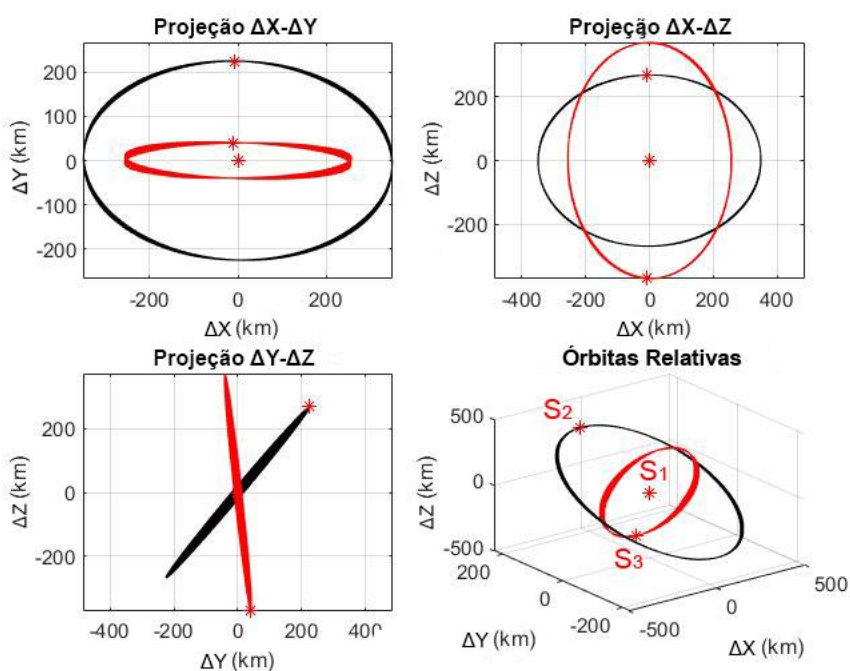 Projeção ΔX-ΔY
200
100
0
-100
-200
ΔY (km)
-200
0
200
ΔX (km)
Projeção ΔX-ΔZ
200
0
-200
ΔZ (km)
-400
-200
0
200
400
ΔX (km)
Projeção ΔY-ΔZ
200
0
-200
ΔZ (km)
-400
-200
0
200
400
ΔY (km)
Órbitas Relativas
S2
S1
S3
500
0
-500
ΔZ (km)
200
0
-200
ΔY (km)
-500
0
500
ΔX (km)